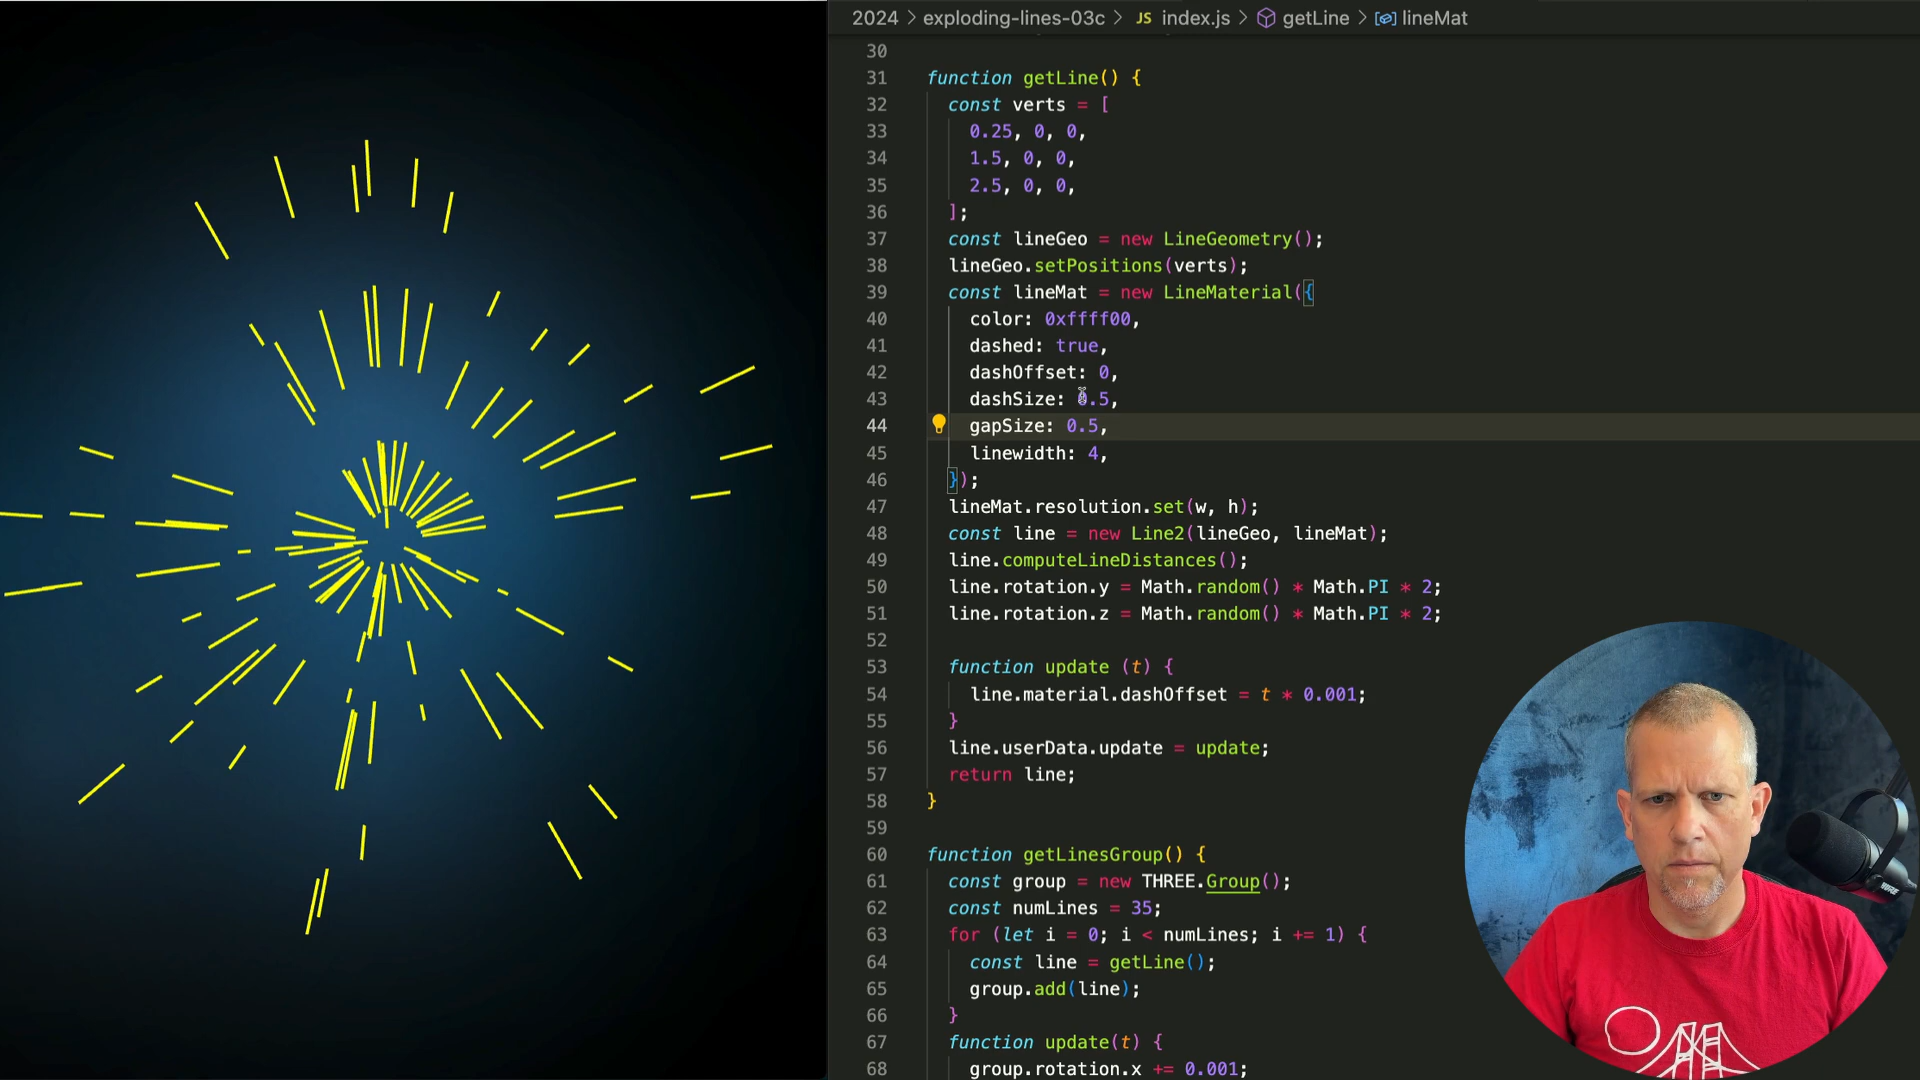 2024 > exploding-lines-03c > JS index.js > getLine > lineMat
30
31 function getLine() {
32 const verts = [
33 0.25, 0, 0,
34 1.5, 0, 0,
35 2.5, 0, 0,
36 ];
37 const lineGeo = new LineGeometry();
38 lineGeo.setPositions(verts);
39 const lineMat = new LineMaterial({
40 color: 0xffff00,
41 dashed: true,
42 dashOffset: 0,
43 dashSize: 0.5,
44 gapSize: 0.5,
45 linewidth: 4,
46 });
47 lineMat.resolution.set(w, h);
48 const line = new Line2(lineGeo, lineMat);
49 line.computeLineDistances();
50 line.rotation.y = Math.random() * Math.PI * 2;
51 line.rotation.z = Math.random() * Math.PI * 2;
52
53 function update (t) {
54 line.material.dashOffset = t * 0.001;
55 }
56 line.userData.update = update;
57 return line;
58 }
59
60 function getLinesGroup() {
61 const group = new THREE.Group();
62 const numLines = 35;
63 for (let i = 0; i < numLines; i += 1) {
64 const line = getLine();
65 group.add(line);
66 }
67 function update(t) {
68 group.rotation.x += 0.001;